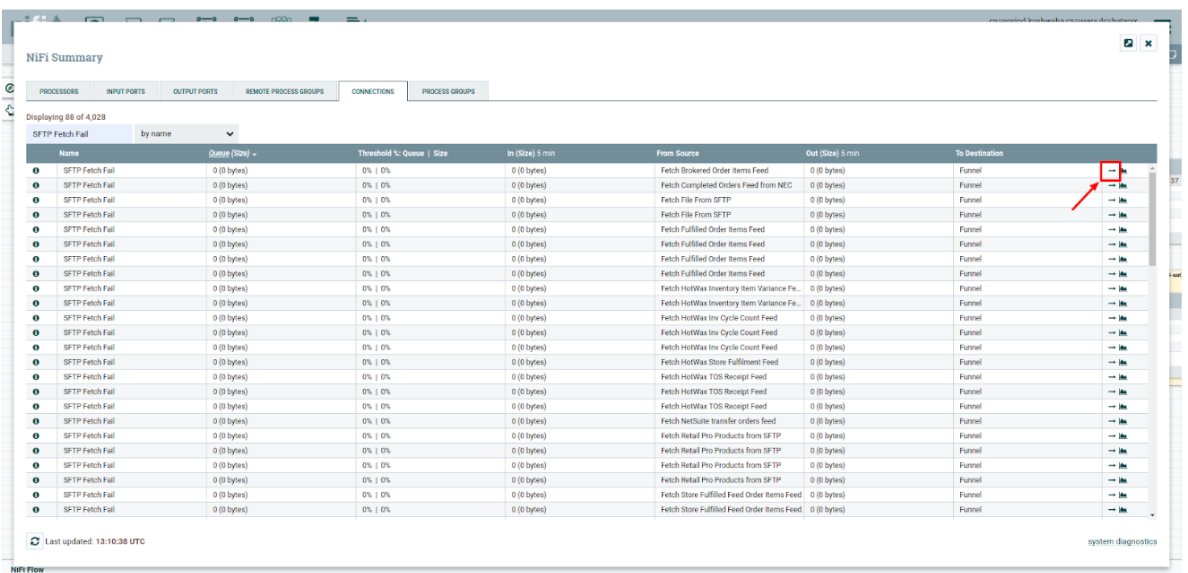 NiFi Summary
PROCESSORS INPUT PORTS OUTPUT PORTS REMOTE PROCESS GROUPS CONNECTIONS PROCESS GROUPS
Displaying 88 of 4,028
SFTP Fetch Fail by name
Name Queue (Size) Threshold %: Queue | Size In (Size) 5 min From Source Out (Size) 5 min To Destination
SFTP Fetch Fail 0 (0 bytes) 0% | 0% 0 (0 bytes) Fetch Brokered Order Items Feed 0 (0 bytes) Funnel
37
SFTP Fetch Fail 0 (0 bytes) 0% | 0% 0 (0 bytes) Fetch Completed Orders Feed from NEC 0 (0 bytes) Funnel
SFTP Fetch Fail 0 (0 bytes) 0% | 0% 0 (0 bytes) Fetch File From SFTP 0 (0 bytes) Funnel
SFTP Fetch Fail 0 (0 bytes) 0% | 0% 0 (0 bytes) Fetch File From SFTP 0 (0 bytes) Funnel
SFTP Fetch Fail 0 (0 bytes) 0% | 0% 0 (0 bytes) Fetch Fulfilled Order Items Feed 0 (0 bytes) Funnel
SFTP Fetch Fail 0 (0 bytes) 0% | 0% 0 (0 bytes) Fetch Fulfilled Order Items Feed 0 (0 bytes) Funnel
SFTP Fetch Fail 0 (0 bytes) 0% | 0% 0 (0 bytes) Fetch Fulfilled Order Items Feed 0 (0 bytes) Funnel
SFTP Fetch Fail 0 (0 bytes) 0% | 0% 0 (0 bytes) Fetch Fulfilled Order Items Feed 0 (0 bytes) Funnel
SFTP Fetch Fail 0 (0 bytes) 0% | 0% 0 (0 bytes) Fetch HotWax Inventory Item Variance Fe... 0 (0 bytes) Funnel
SFTP Fetch Fail 0 (0 bytes) 0% | 0% 0 (0 bytes) Fetch HotWax Inventory Item Variance Fe... 0 (0 bytes) Funnel
SFTP Fetch Fail 0 (0 bytes) 0% | 0% 0 (0 bytes) Fetch HotWax Inv Cycle Count Feed 0 (0 bytes) Funnel
SFTP Fetch Fail 0 (0 bytes) 0% | 0% 0 (0 bytes) Fetch HotWax Inv Cycle Count Feed 0 (0 bytes) Funnel
SFTP Fetch Fail 0 (0 bytes) 0% | 0% 0 (0 bytes) Fetch HotWax Inv Cycle Count Feed 0 (0 bytes) Funnel
SFTP Fetch Fail 0 (0 bytes) 0% | 0% 0 (0 bytes) Fetch HotWax Store Fulfilment Feed 0 (0 bytes) Funnel
SFTP Fetch Fail 0 (0 bytes) 0% | 0% 0 (0 bytes) Fetch HotWax TOS Receipt Feed 0 (0 bytes) Funnel
SFTP Fetch Fail 0 (0 bytes) 0% | 0% 0 (0 bytes) Fetch HotWax TOS Receipt Feed 0 (0 bytes) Funnel
SFTP Fetch Fail 0 (0 bytes) 0% | 0% 0 (0 bytes) Fetch HotWax TOS Receipt Feed 0 (0 bytes) Funnel
SFTP Fetch Fail 0 (0 bytes) 0% | 0% 0 (0 bytes) Fetch NetSuite transfer orders feed 0 (0 bytes) Funnel
SFTP Fetch Fail 0 (0 bytes) 0% | 0% 0 (0 bytes) Fetch Retail Pro Products from SFTP 0 (0 bytes) Funnel
SFTP Fetch Fail 0 (0 bytes) 0% | 0% 0 (0 bytes) Fetch Retail Pro Products from SFTP 0 (0 bytes) Funnel
SFTP Fetch Fail 0 (0 bytes) 0% | 0% 0 (0 bytes) Fetch Retail Pro Products from SFTP 0 (0 bytes) Funnel
SFTP Fetch Fail 0 (0 bytes) 0% | 0% 0 (0 bytes) Fetch Retail Pro Products from SFTP 0 (0 bytes) Funnel
SFTP Fetch Fail 0 (0 bytes) 0% | 0% 0 (0 bytes) Fetch Store Fulfilled Feed Order Items Feed 0 (0 bytes) Funnel
SFTP Fetch Fail 0 (0 bytes) 0% | 0% 0 (0 bytes) Fetch Store Fulfilled Feed Order Items Feed 0 (0 bytes) Funnel
Last updated: 13:10:38 UTC system diagnostics
NiFi Flow